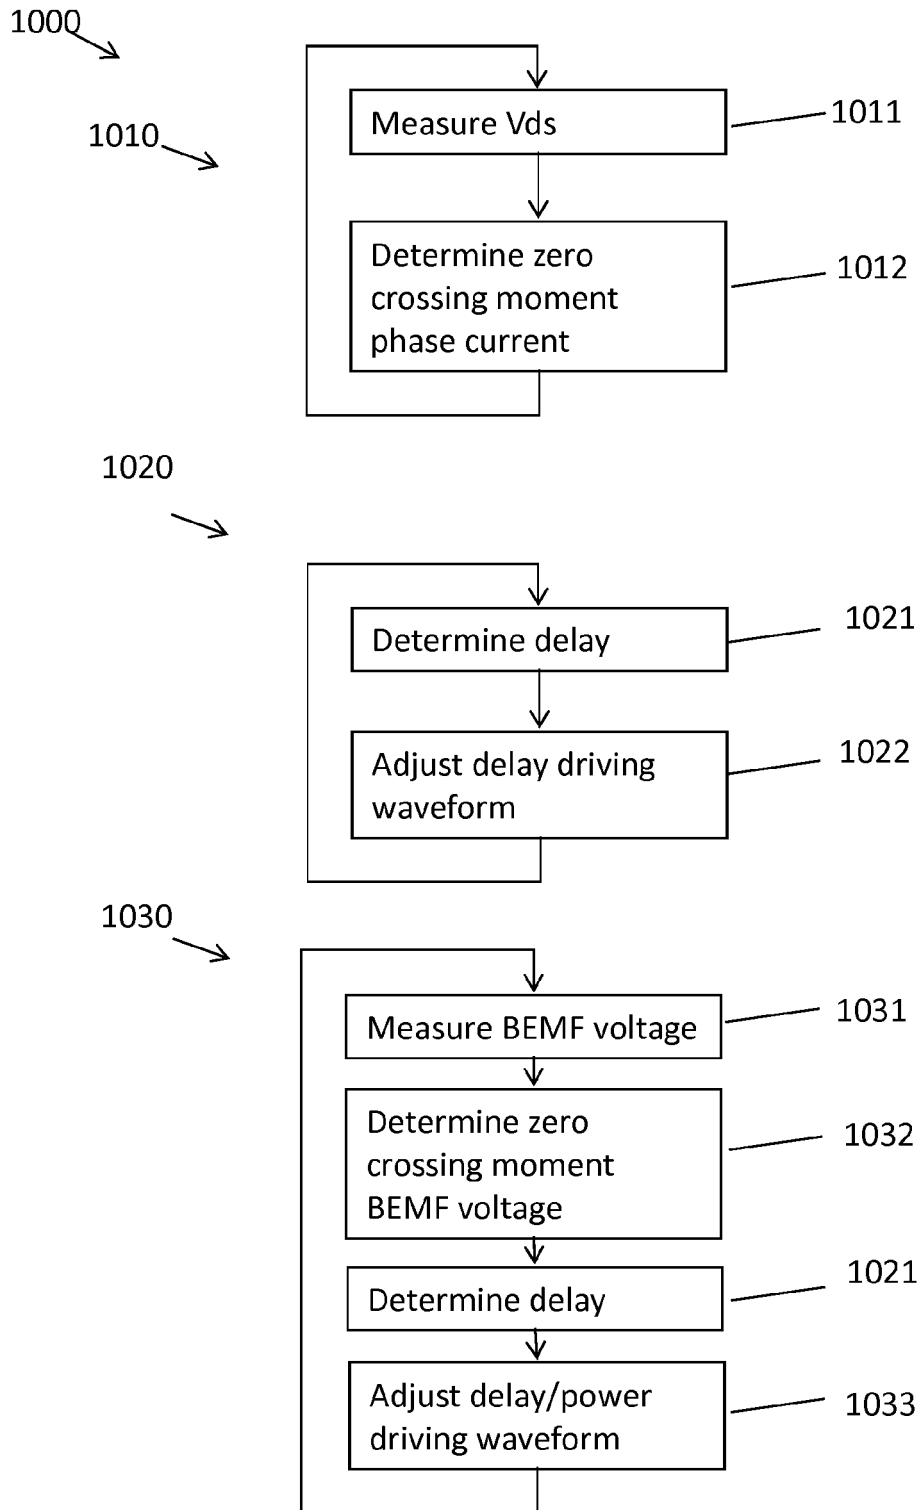 1000
1010
Measure Vds
1011
Determine zero
crossing moment
phase current
1012
1020
Determine delay
1021
Adjust delay driving
waveform
1022
1030
Measure BEMF voltage
1031
Determine zero
crossing moment
BEMF voltage
1032
Determine delay
1021
Adjust delay/power
driving waveform
1033